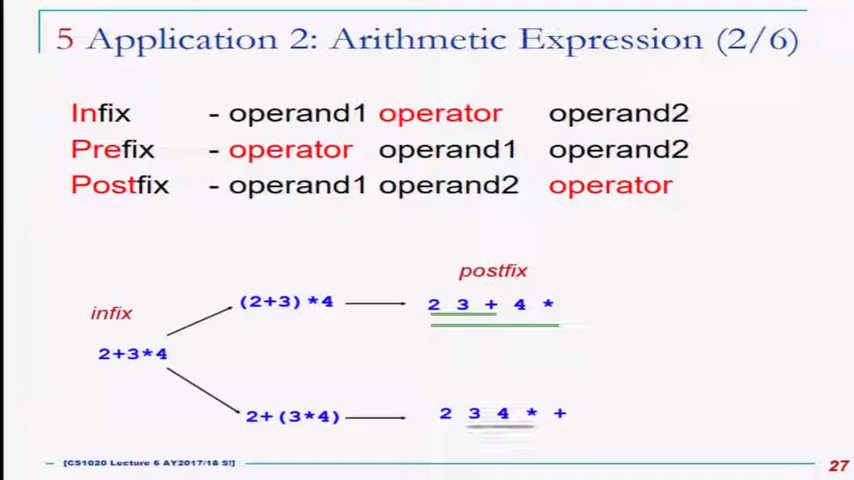 5 Application 2: Arithmetic Expression (2/6)
Infix - operand1 operator operand2
Prefix - operator operand1 operand2
Postfix - operand1 operand2 operator
postfix
infix
(2+3)*4
2 3 + 4 *
2+3*4
2+(3*4)
2 3 4 * +
[CS1020 Lecture 6 AY2017/18 S!]
27